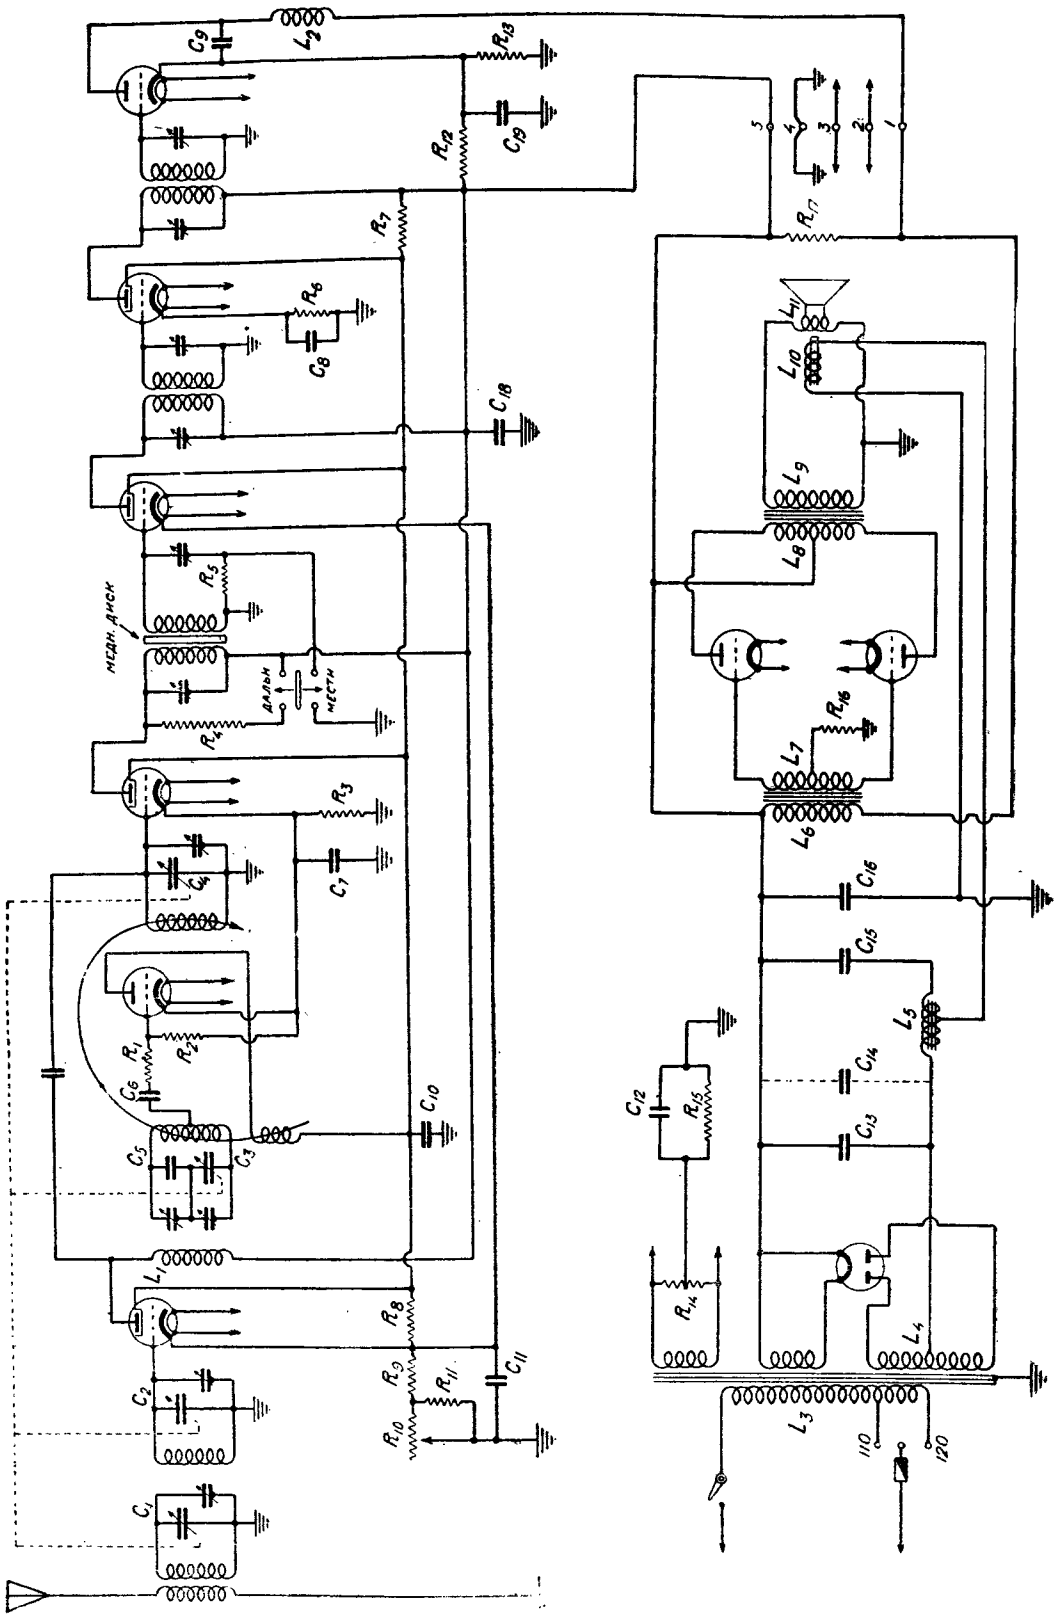 C₁
C₂
L₁
C₅
C₃
C₆
R₁
R₂
C₄
R₃
C₇
R₄
ДАЛЬН
МЕСТН
МЕДН. ДИСК
R₅
R₆
C₈
R₇
C₉
L₂
R₁₃
R₁₂
C₁₉
C₁₈
C₁₀
R₈
R₉
R₁₀
R₁₁
C₁₁
L₃
110
120
L₄
R₁₄
C₁₂
R₁₅
C₁₃
C₁₄
L₅
C₁₅
C₁₆
L₆
L₇
R₁₆
L₈
L₉
L₁₀
L₁₁
R₁₇
5
4
3
2
1